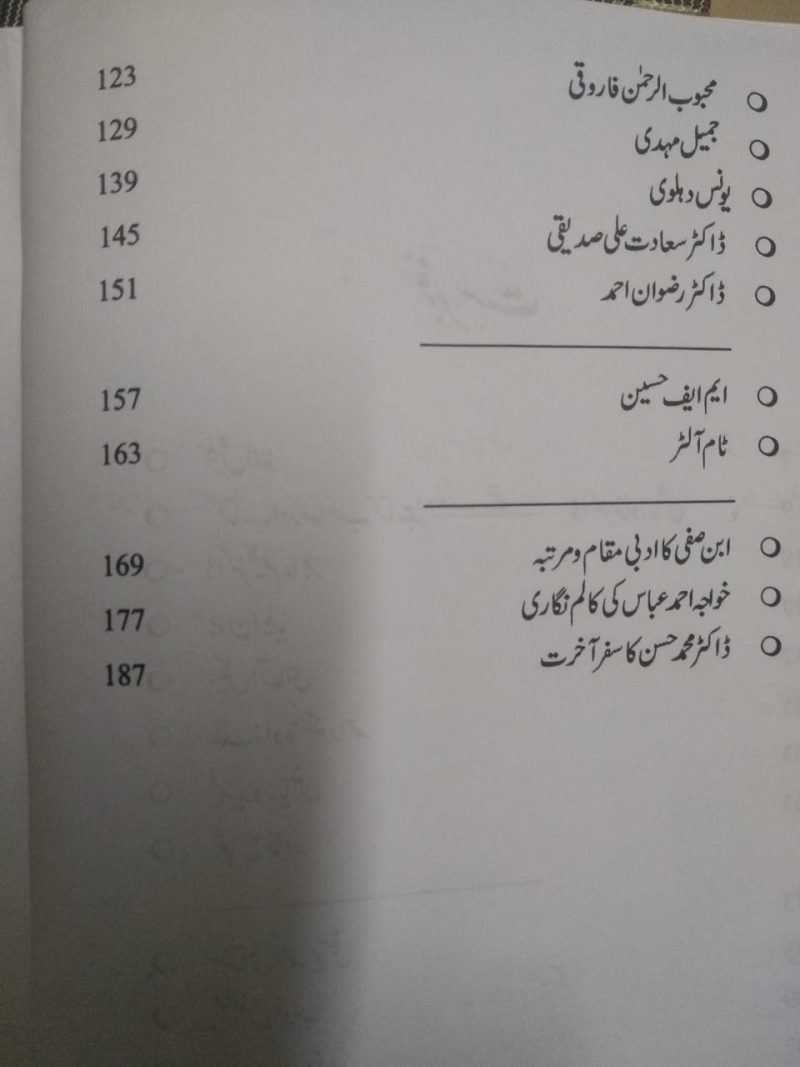 محبوب الرحمٰن فاروقی 123
جمیل مہدی 129
یونس دہلوی 139
ڈاکٹر سعادت علی صدیقی 145
ڈاکٹر رضوان احمد 151
ایم ایف حسین 157
ٹام آلٹر 163
ابن صفی کا ادبی مقام و مرتبہ 169
خواجہ احمد عباس کی کالم نگاری 177
ڈاکٹر محمد حسن کا سفر آخرت 187